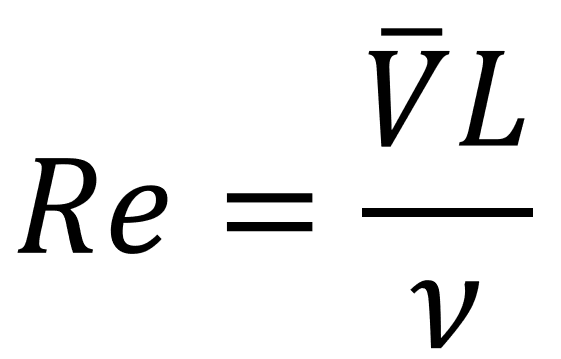 Re = V̄L / ν